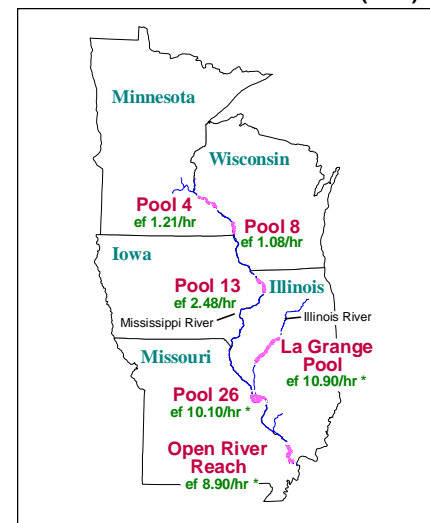 Minnesota
Wisconsin
Pool 4
ef 1.21/hr
Pool 8
ef 1.08/hr
Iowa
Pool 13
ef 2.48/hr
Illinois
Mississippi River
Illinois River
La Grange
Pool
ef 10.90/hr *
Missouri
Pool 26
ef 10.10/hr *
Open River
Reach
ef 8.90/hr *